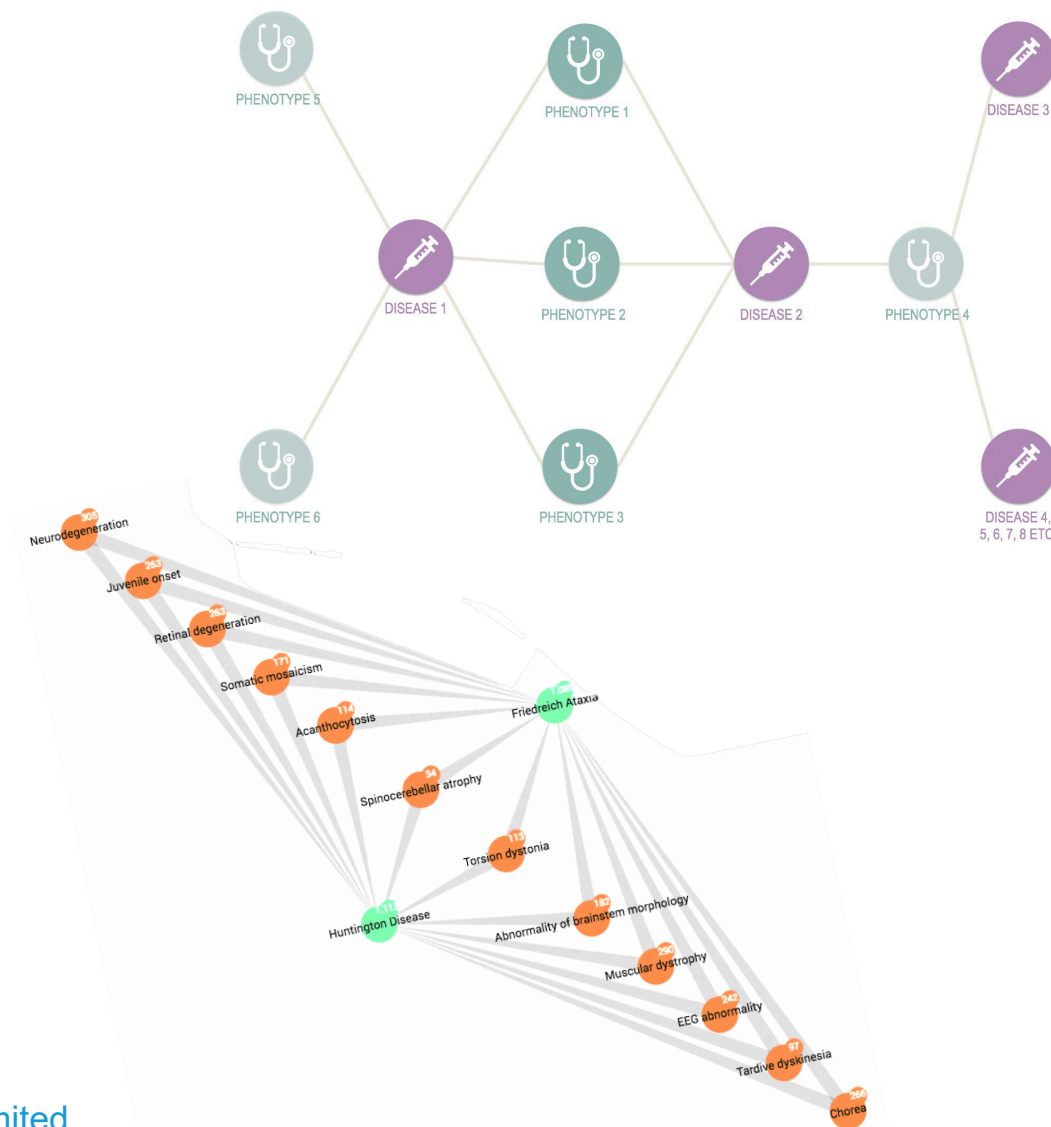 PHENOTYPE 5
PHENOTYPE 1
DISEASE 3
DISEASE 1
PHENOTYPE 2
DISEASE 2
PHENOTYPE 4
PHENOTYPE 6
PHENOTYPE 3
DISEASE 4,
5, 6, 7, 8 ETC
305
Neurodegeneration
263
Juvenile onset
263
Retinal degeneration
171
Somatic mosaicism
114
Acanthocytosis
Friedreich Ataxia
34
Spinocerebellar atrophy
113
Torsion dystonia
Huntington Disease
182
Abnormality of brainstem morphology
290
Muscular dystrophy
242
EEG abnormality
97
Tardive dyskinesia
266
Chorea